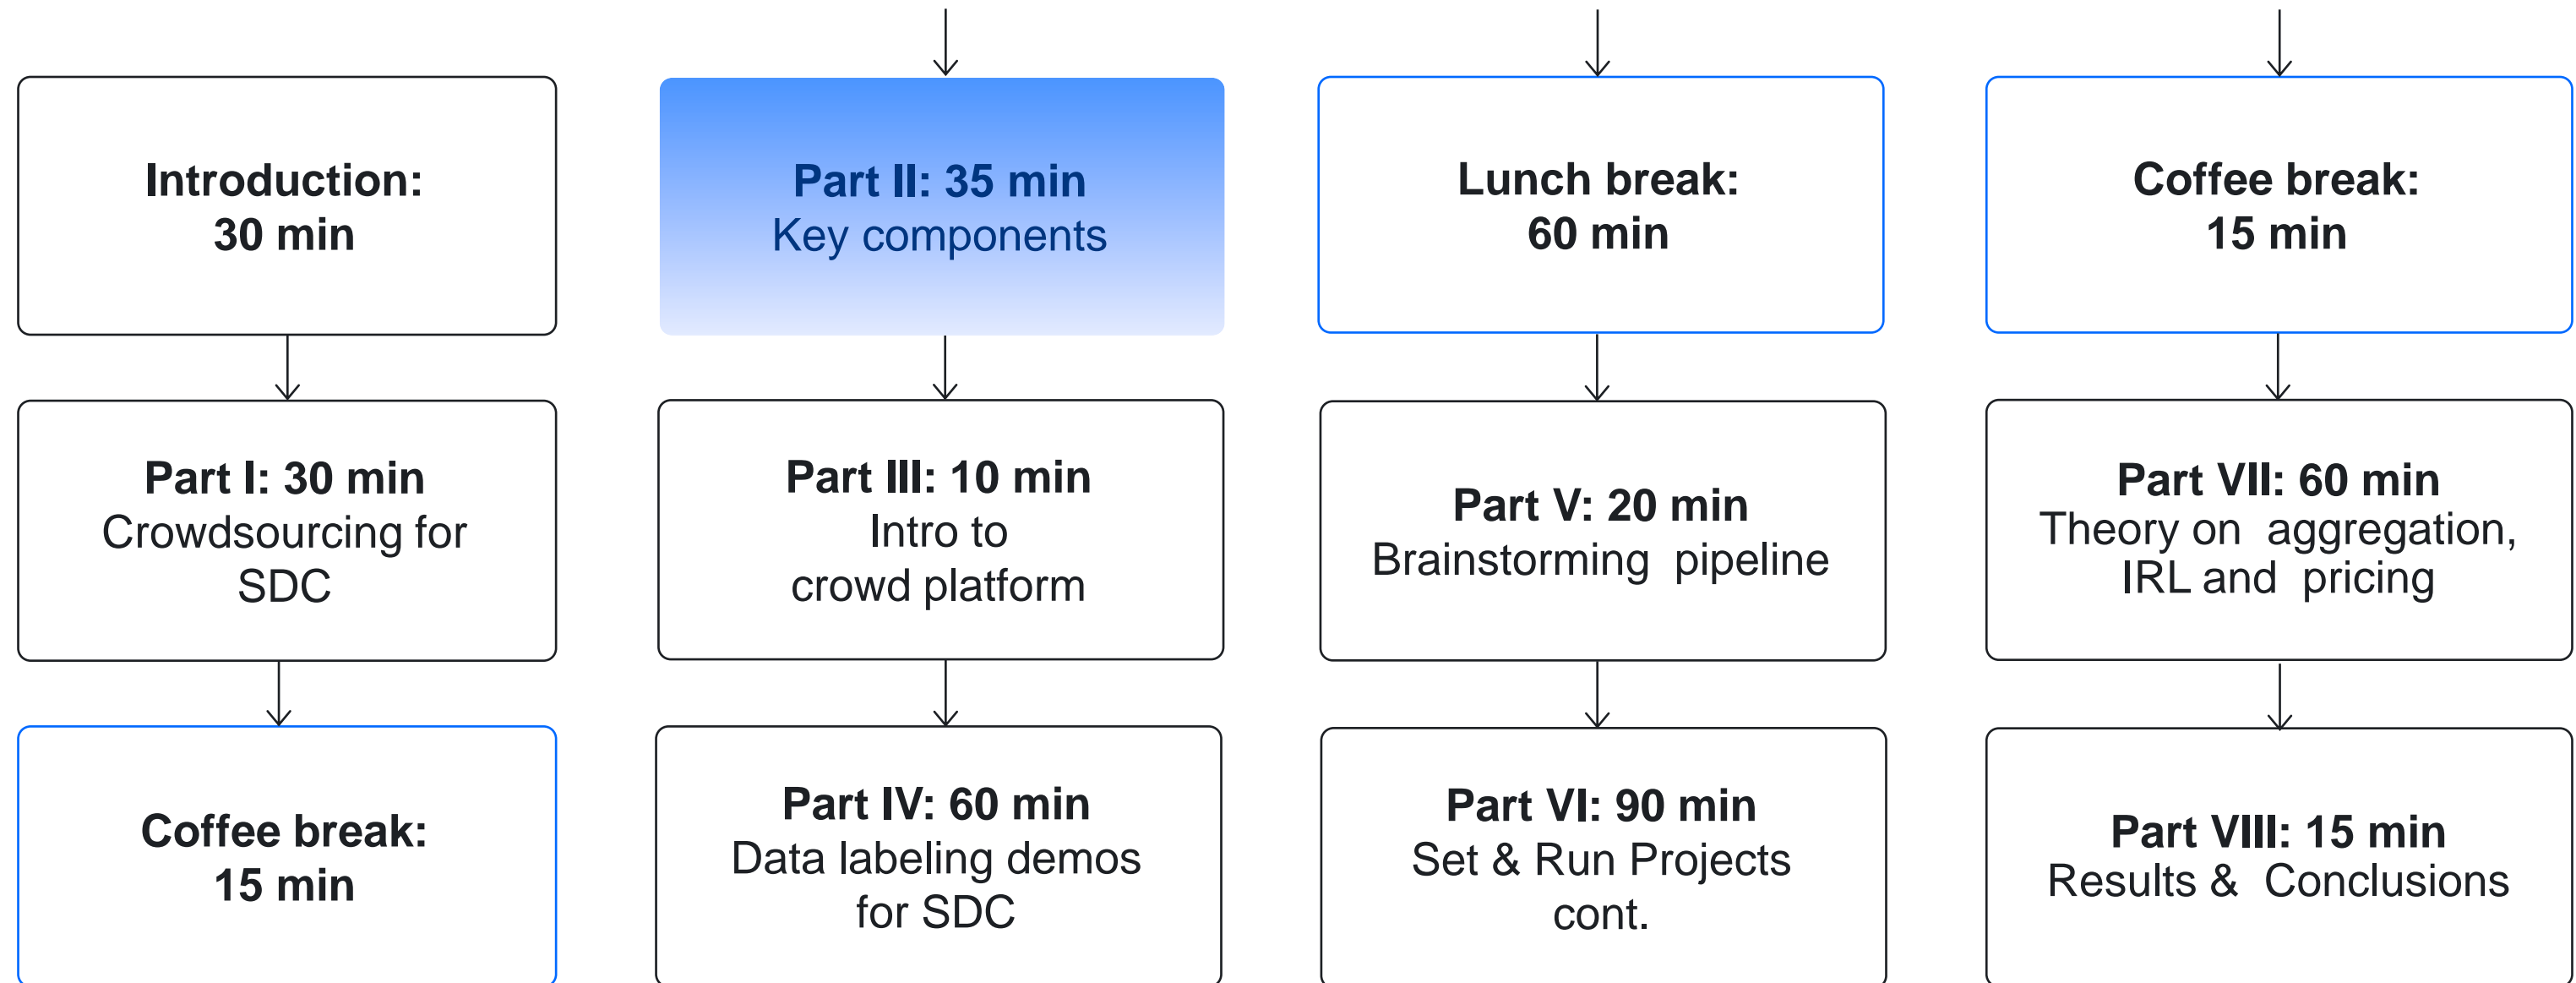 Introduction:
30 min
Part I: 30 min
Crowdsourcing for
SDC
Coffee break:
15 min
Part II: 35 min
Key components
Part III: 10 min
Intro to
crowd platform
Part IV: 60 min
Data labeling demos
for SDC
Lunch break:
60 min
Part V: 20 min
Brainstorming pipeline
Part VI: 90 min
Set & Run Projects
cont.
Coffee break:
15 min
Part VII: 60 min
Theory on aggregation,
IRL and pricing
Part VIII: 15 min
Results & Conclusions